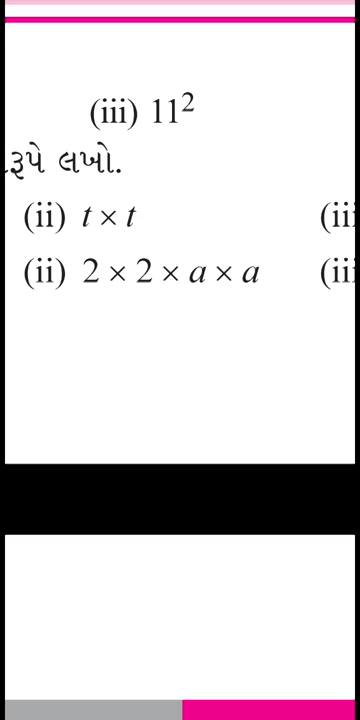 (iii) 11²
રૂપે લખો.
(ii) t × t
(ii) 2 × 2 × a × a